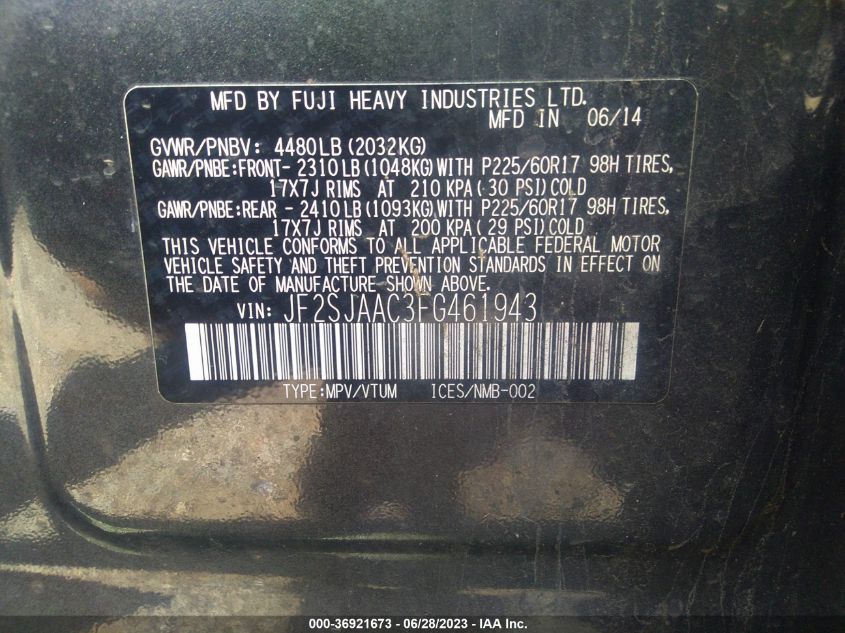 MFD BY FUJI HEAVY INDUSTRIES LTD.
MFD IN 06/14
GVWR/PNBV: 4480LB(2032KG)
GAWR/PNBE:FRONT- 2310LB(1048KG)WITH P225/60R17 98H TIRES,
17X7J RIMS AT 210 KPA( 30 PSI)COLD
GAWR/PNBE:REAR - 2410LB(1093KG)WITH P225/60R17 98H TIRES,
17X7J RIMS AT 200 KPA( 29 PSI)COLD
THIS VEHICLE CONFORMS TO ALL APPLICABLE FEDERAL MOTOR
VEHICLE SAFETY AND THEFT PREVENTION STANDARDS IN EFFECT ON
THE DATE OF MANUFACTURE SHOWN ABOVE.
VIN: JF2SJAAC3FG461943
TYPE:MPV/VTUM ICES/NMB-002
000-36921673 - 06/28/2023 - IAA Inc.